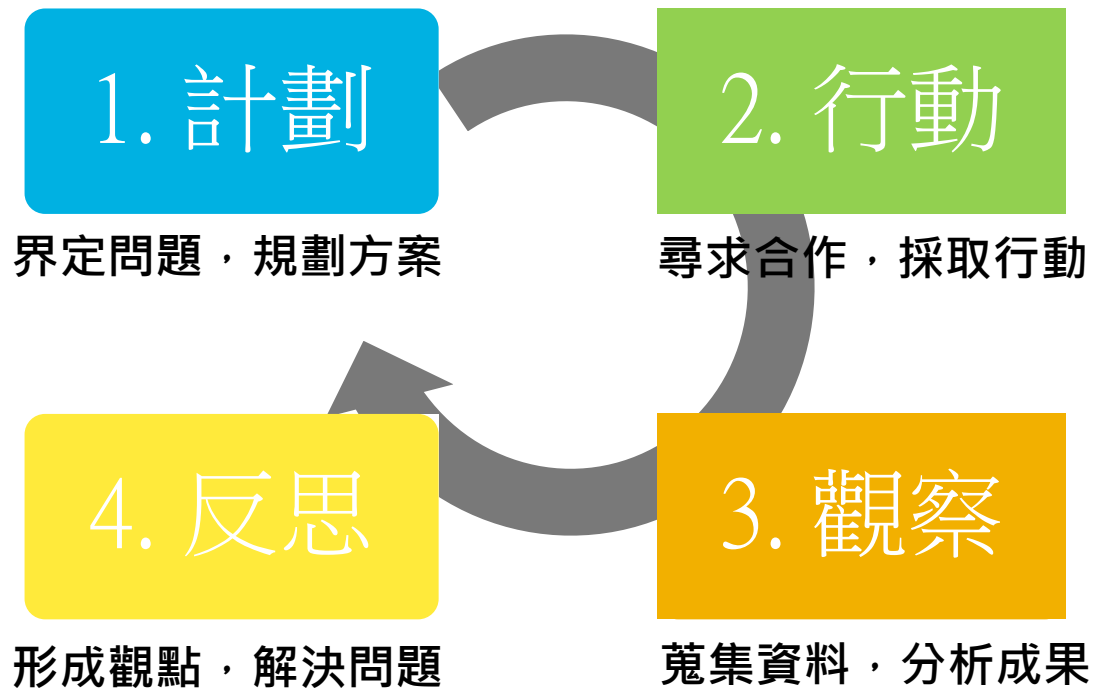 1. 計劃
界定問題，規劃方案
2. 行動
尋求合作，採取行動
3. 觀察
蒐集資料，分析成果
4. 反思
形成觀點，解決問題